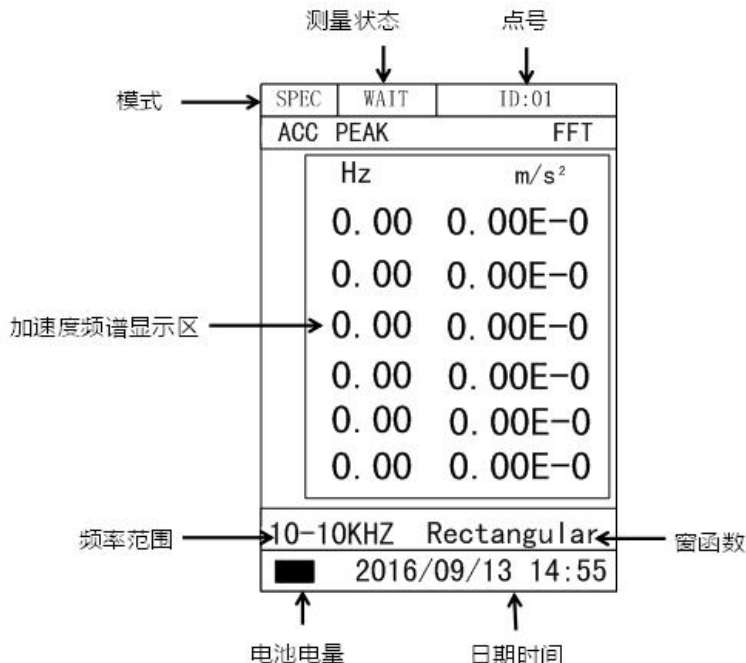 测量状态 点号
模式 SPEC WAIT ID:01
ACC PEAK FFT
Hz m/s²
0.00 0.00E-0
0.00 0.00E-0
加速度频谱显示区 0.00 0.00E-0
0.00 0.00E-0
0.00 0.00E-0
0.00 0.00E-0
频率范围 10-10KHZ Rectangular 窗函数
2016/09/13 14:55
电池电量 日期时间